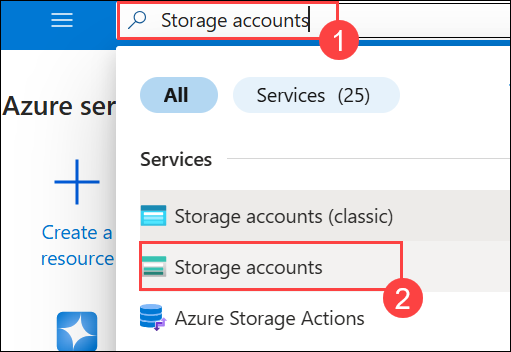 Storage accounts
1
All
Services (25)
Azure ser
Services
Create a
resource
Storage accounts (classic)
Storage accounts
2
Azure Storage Actions